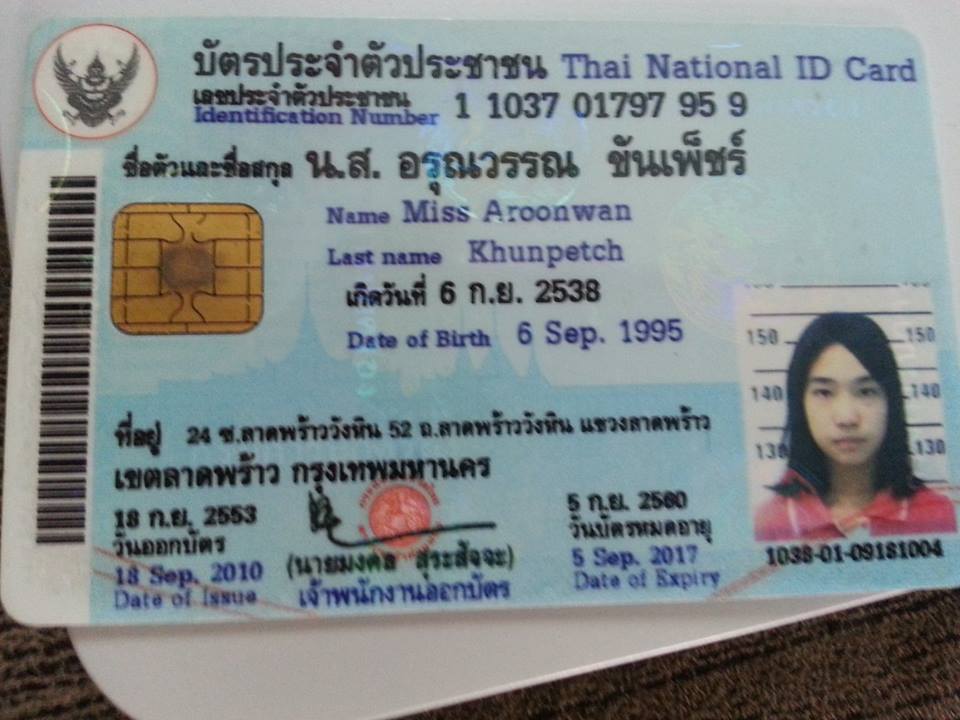 บัตรประจำตัวประชาชน Thai National ID Card
เลขประจำตัวประชาชน
Identification Number 1 1037 01797 95 9
ชื่อตัวและชื่อสกุล น.ส. อรุณวรรณ ขันเพ็ชร์
Name Miss Aroonwan
Last name Khunpetch
เกิดวันที่ 6 ก.ย. 2538
Date of Birth 6 Sep. 1995
150 150
140 140
130 130
ที่อยู่ 24 ซ.ลาดพร้าววังหิน 52 ถ.ลาดพร้าววังหิน แขวงลาดพร้าว
เขตลาดพร้าว กรุงเทพมหานคร
18 ก.ย. 2553
วันออกบัตร
18 Sep. 2010
Date of Issue
(นายมงคล สุระสัจจะ)
เจ้าพนักงานออกบัตร
5 ก.ย. 2560
วันบัตรหมดอายุ
5 Sep. 2017
Date of Expiry
1038-01-09181004